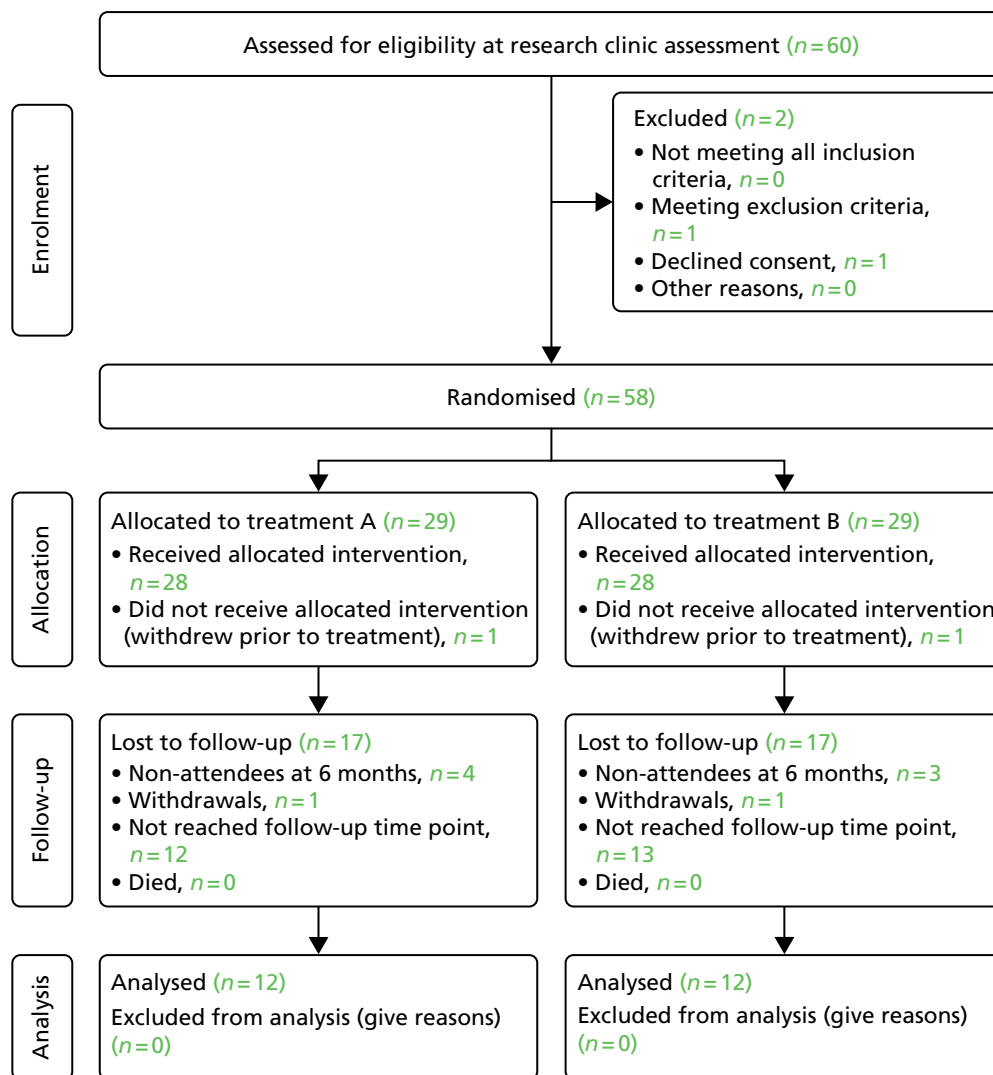 Assessed for eligibility at research clinic assessment (n=60)
Enrolment
Excluded (n=2)
• Not meeting all inclusion
criteria, n=0
• Meeting exclusion criteria,
n=1
• Declined consent, n=1
• Other reasons, n=0
Randomised (n=58)
Allocation
Allocated to treatment A (n=29)
• Received allocated intervention,
n=28
• Did not receive allocated intervention
(withdrew prior to treatment), n=1
Allocated to treatment B (n=29)
• Received allocated intervention,
n=28
• Did not receive allocated intervention
(withdrew prior to treatment), n=1
Follow-up
Lost to follow-up (n=17)
• Non-attendees at 6 months, n=4
• Withdrawals, n=1
• Not reached follow-up time point,
n=12
• Died, n=0
Lost to follow-up (n=17)
• Non-attendees at 6 months, n=3
• Withdrawals, n=1
• Not reached follow-up time point,
n=13
• Died, n=0
Analysis
Analysed (n=12)
Excluded from analysis (give reasons)
(n=0)
Analysed (n=12)
Excluded from analysis (give reasons)
(n=0)